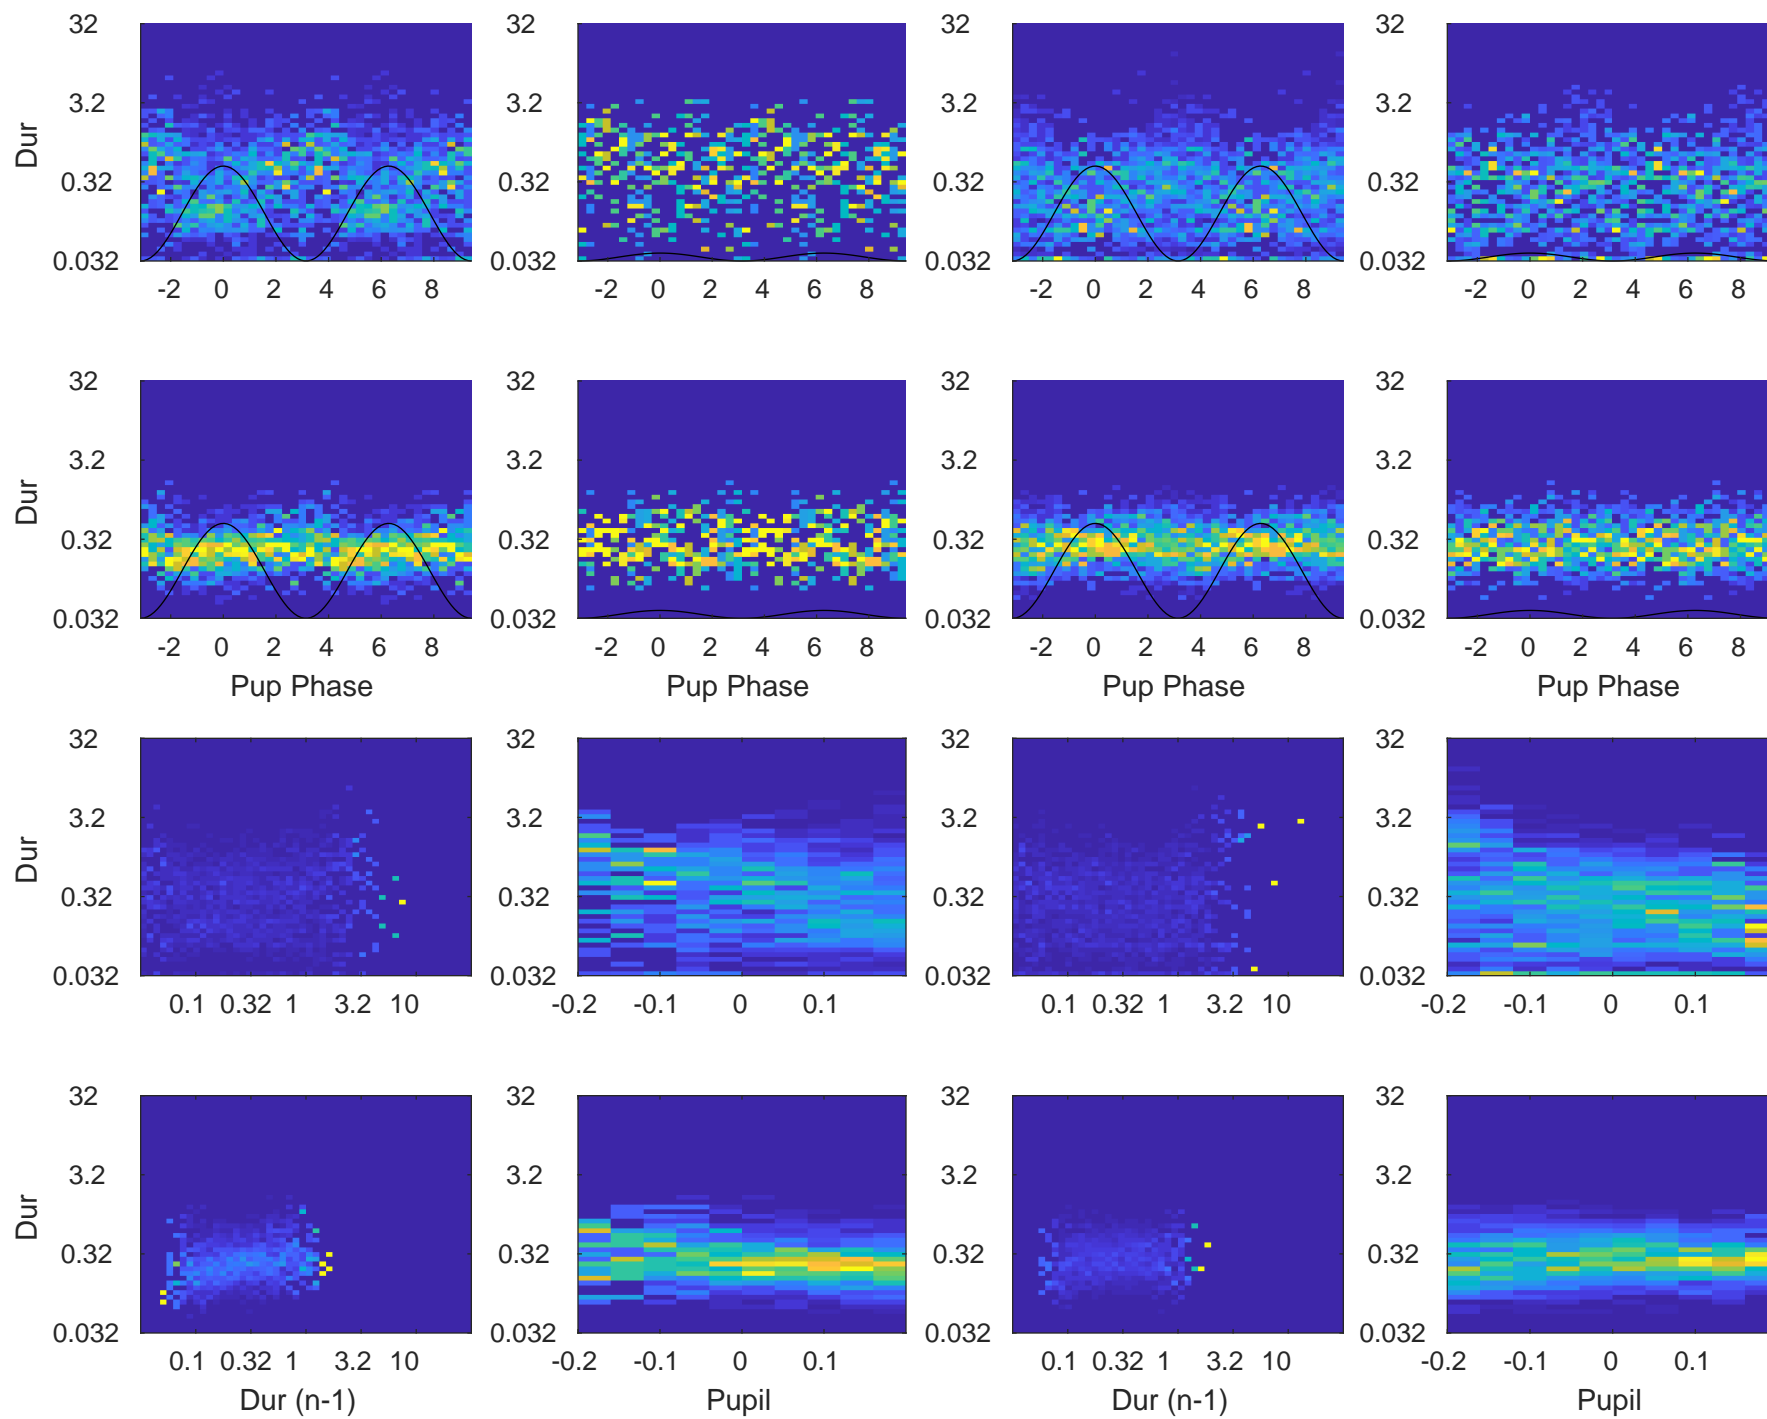 32 32 32 32
3.2 3.2 3.2 3.2
Dur
0.32 0.32 0.32 0.32
0.032 0.032 0.032 0.032
-2 0 2 4 6 8 -2 0 2 4 6 8 -2 0 2 4 6 8 -2 0 2 4 6 8
32 32 32 32
3.2 3.2 3.2 3.2
Dur
0.32 0.32 0.32 0.32
0.032 0.032 0.032 0.032
-2 0 2 4 6 8 -2 0 2 4 6 8 -2 0 2 4 6 8 -2 0 2 4 6 8
Pup Phase Pup Phase Pup Phase Pup Phase
32 32 32 32
3.2 3.2 3.2 3.2
Dur
0.32 0.32 0.32 0.32
0.032 0.032 0.032 0.032
0.1 0.32 1 3.2 10 -0.2 -0.1 0 0.1 0.1 0.32 1 3.2 10 -0.2 -0.1 0 0.1
32 32 32 32
3.2 3.2 3.2 3.2
Dur
0.32 0.32 0.32 0.32
0.032 0.032 0.032 0.032
0.1 0.32 1 3.2 10 -0.2 -0.1 0 0.1 0.1 0.32 1 3.2 10 -0.2 -0.1 0 0.1
Dur (n-1) Pupil Dur (n-1) Pupil